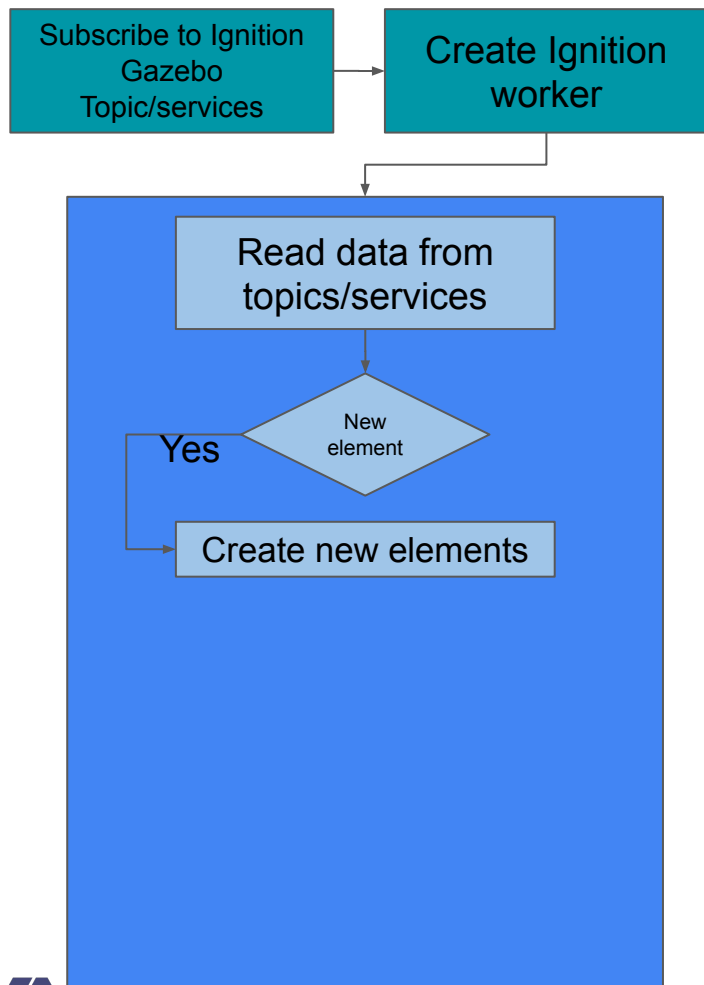 Subscribe to Ignition
Gazebo
Topic/services
Create Ignition
worker
Read data from
topics/services
New
element
Yes
Create new elements